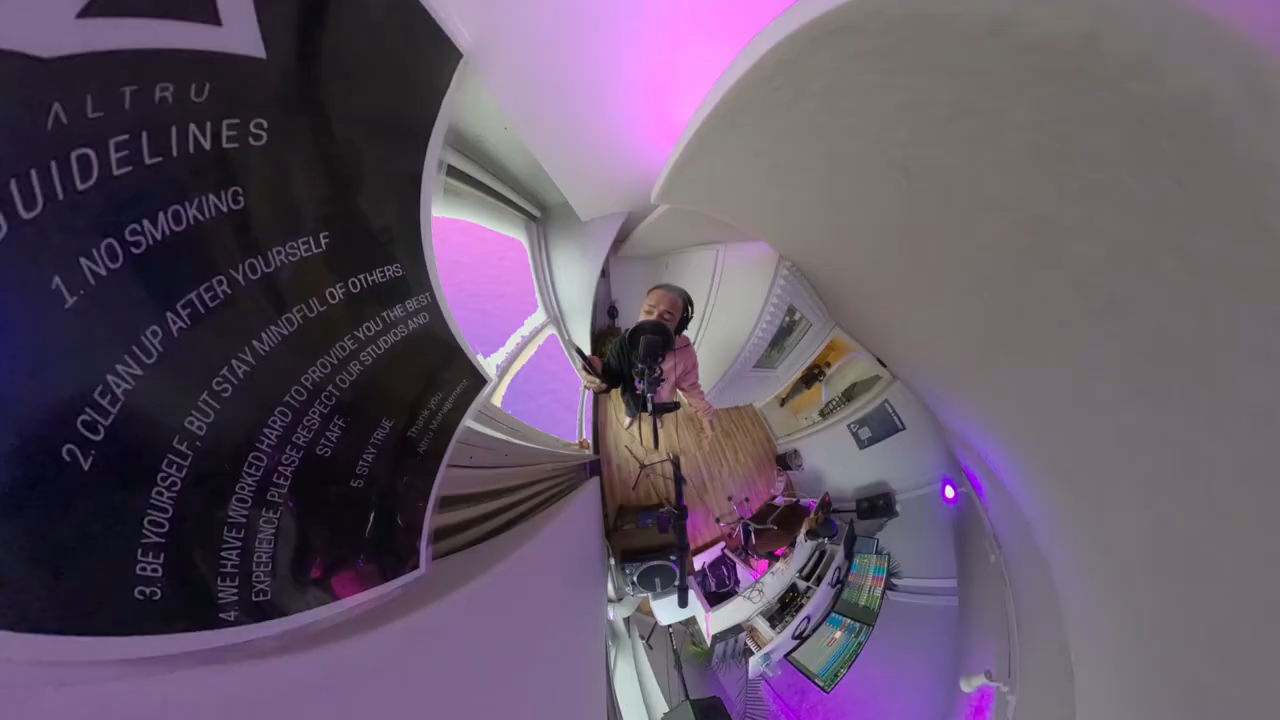 ALTRU
GUIDELINES
1. NO SMOKING
2. CLEAN UP AFTER YOURSELF
3. BE YOURSELF, BUT STAY MINDFUL OF OTHERS.
4. WE HAVE WORKED HARD TO PROVIDE YOU THE BEST
EXPERIENCE, PLEASE RESPECT OUR STUDIOS AND
STAFF.
5. STAY TRUE.
Thank you
Altru Management